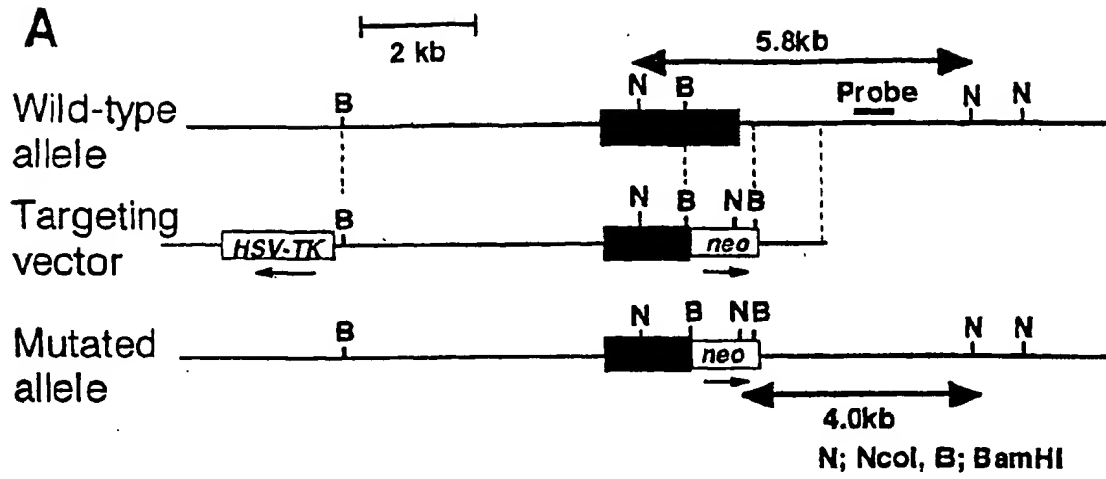 A
2 kb
5.8kb
N B Probe N N
Wild-type
allele
B
Targeting
vector
HSV-TK
B
N B N B
neo
Mutated
allele
B
N B N B
neo
N N
4.0kb
N; NcoI, B; BamHI